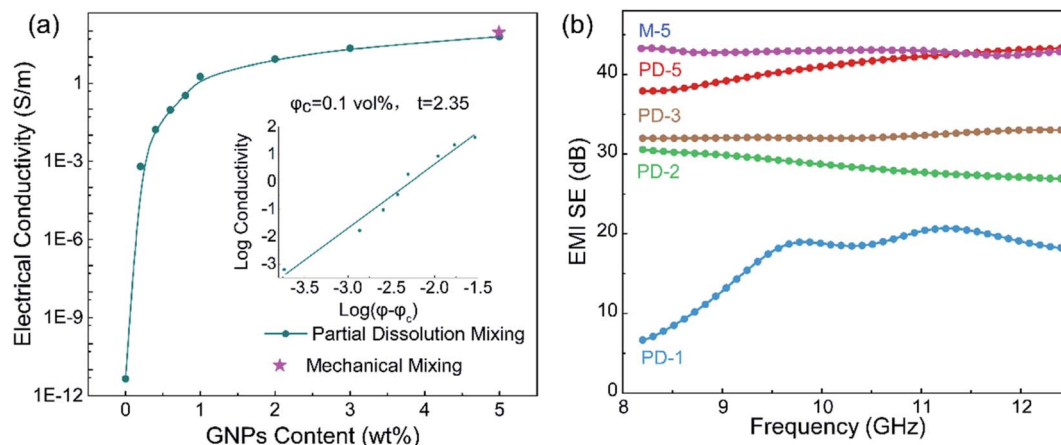 (a)
Electrical Conductivity (S/m)
1
1E-3
1E-6
1E-9
1E-12
0 1 2 3 4 5
GNPs Content (wt%)
φc=0.1 vol%, t=2.35
Log Conductivity
2
1
0
-1
-2
-3
-3.5 -3.0 -2.5 -2.0 -1.5
Log(φ-φc)
Partial Dissolution Mixing
Mechanical Mixing
(b)
EMI SE (dB)
40
30
20
10
0
M-5
PD-5
PD-3
PD-2
PD-1
8 9 10 11 12
Frequency (GHz)